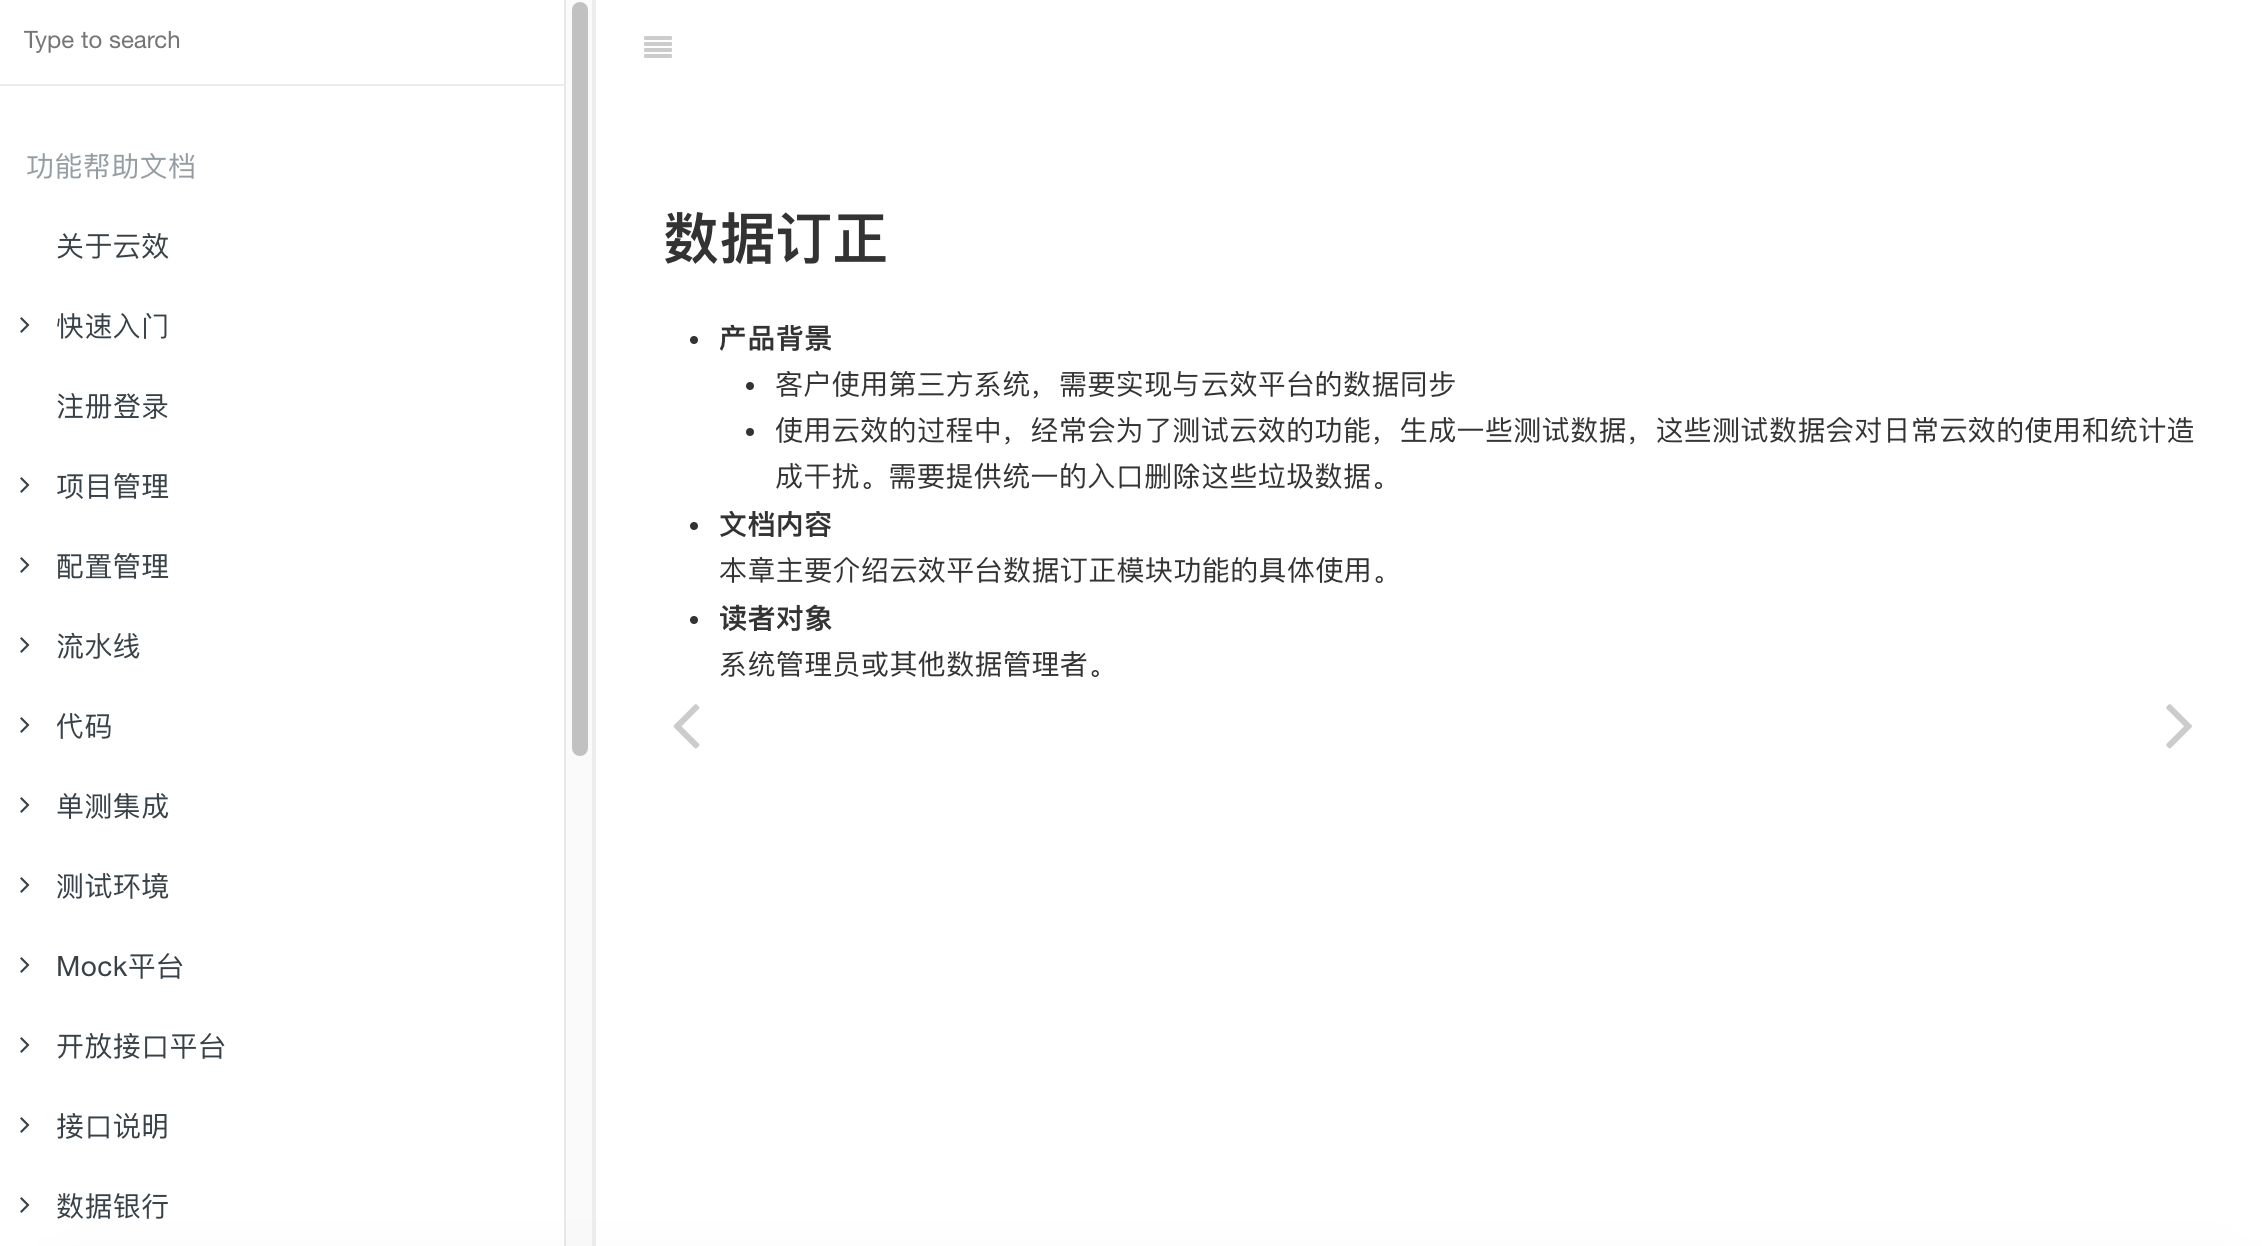 Type to search
功能帮助文档
关于云效
快速入门
注册登录
项目管理
配置管理
流水线
代码
单测集成
测试环境
Mock平台
开放接口平台
接口说明
数据银行
数据订正
产品背景
客户使用第三方系统，需要实现与云效平台的数据同步
使用云效的过程中，经常会为了测试云效的功能，生成一些测试数据，这些测试数据会对日常云效的使用和统计造
成干扰。需要提供统一的入口删除这些垃圾数据。
文档内容
本章主要介绍云效平台数据订正模块功能的具体使用。
读者对象
系统管理员或其他数据管理者。